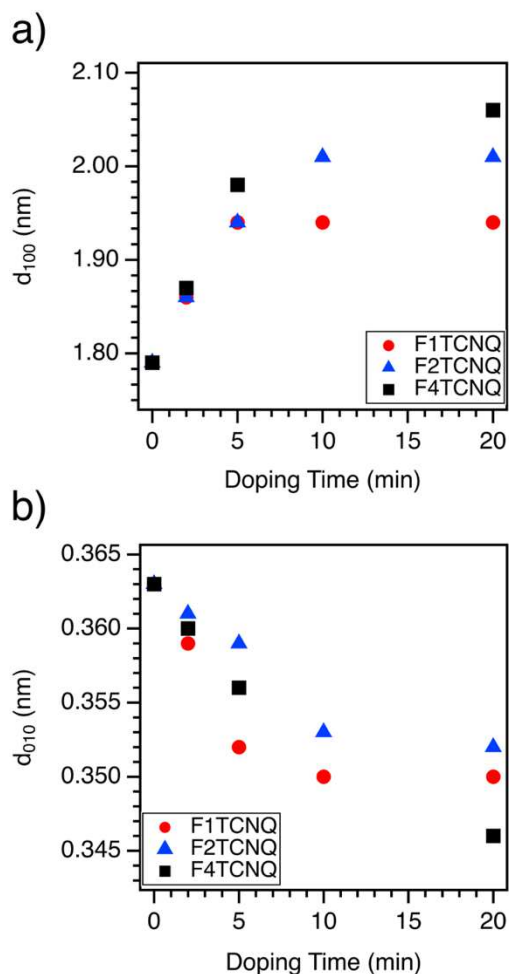 a)
2.10
2.00
1.90
1.80
d100 (nm)
F1TCNQ
F2TCNQ
F4TCNQ
0
5
10
15
20
Doping Time (min)
b)
0.365
0.360
0.355
0.350
0.345
d010 (nm)
F1TCNQ
F2TCNQ
F4TCNQ
0
5
10
15
20
Doping Time (min)